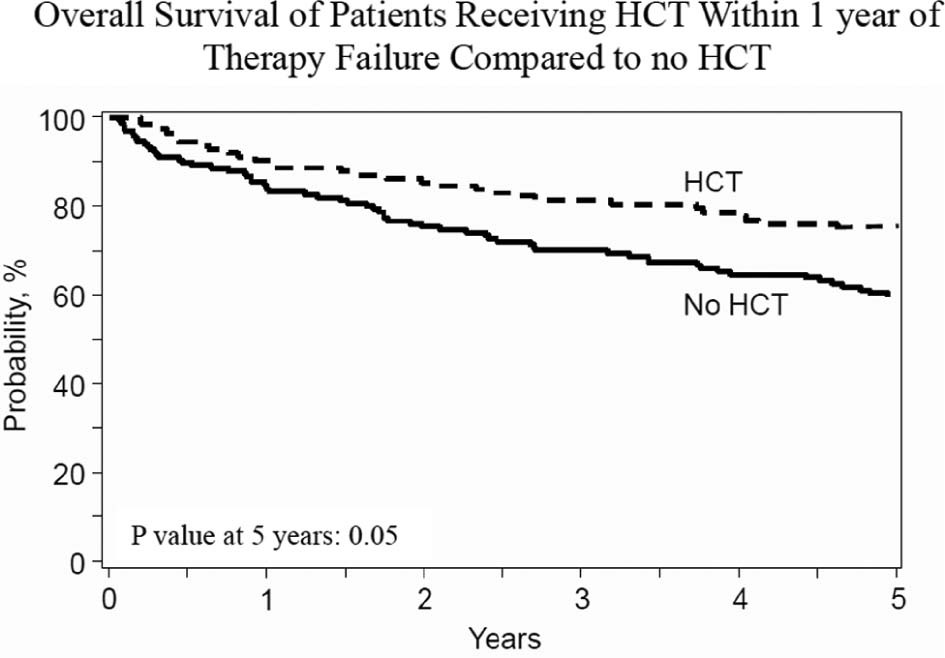 Overall Survival of Patients Receiving HCT Within 1 year of
Therapy Failure Compared to no HCT
100
80
60
40
20
0
Probability, %
HCT
No HCT
P value at 5 years: 0.05
0 1 2 3 4 5
Years